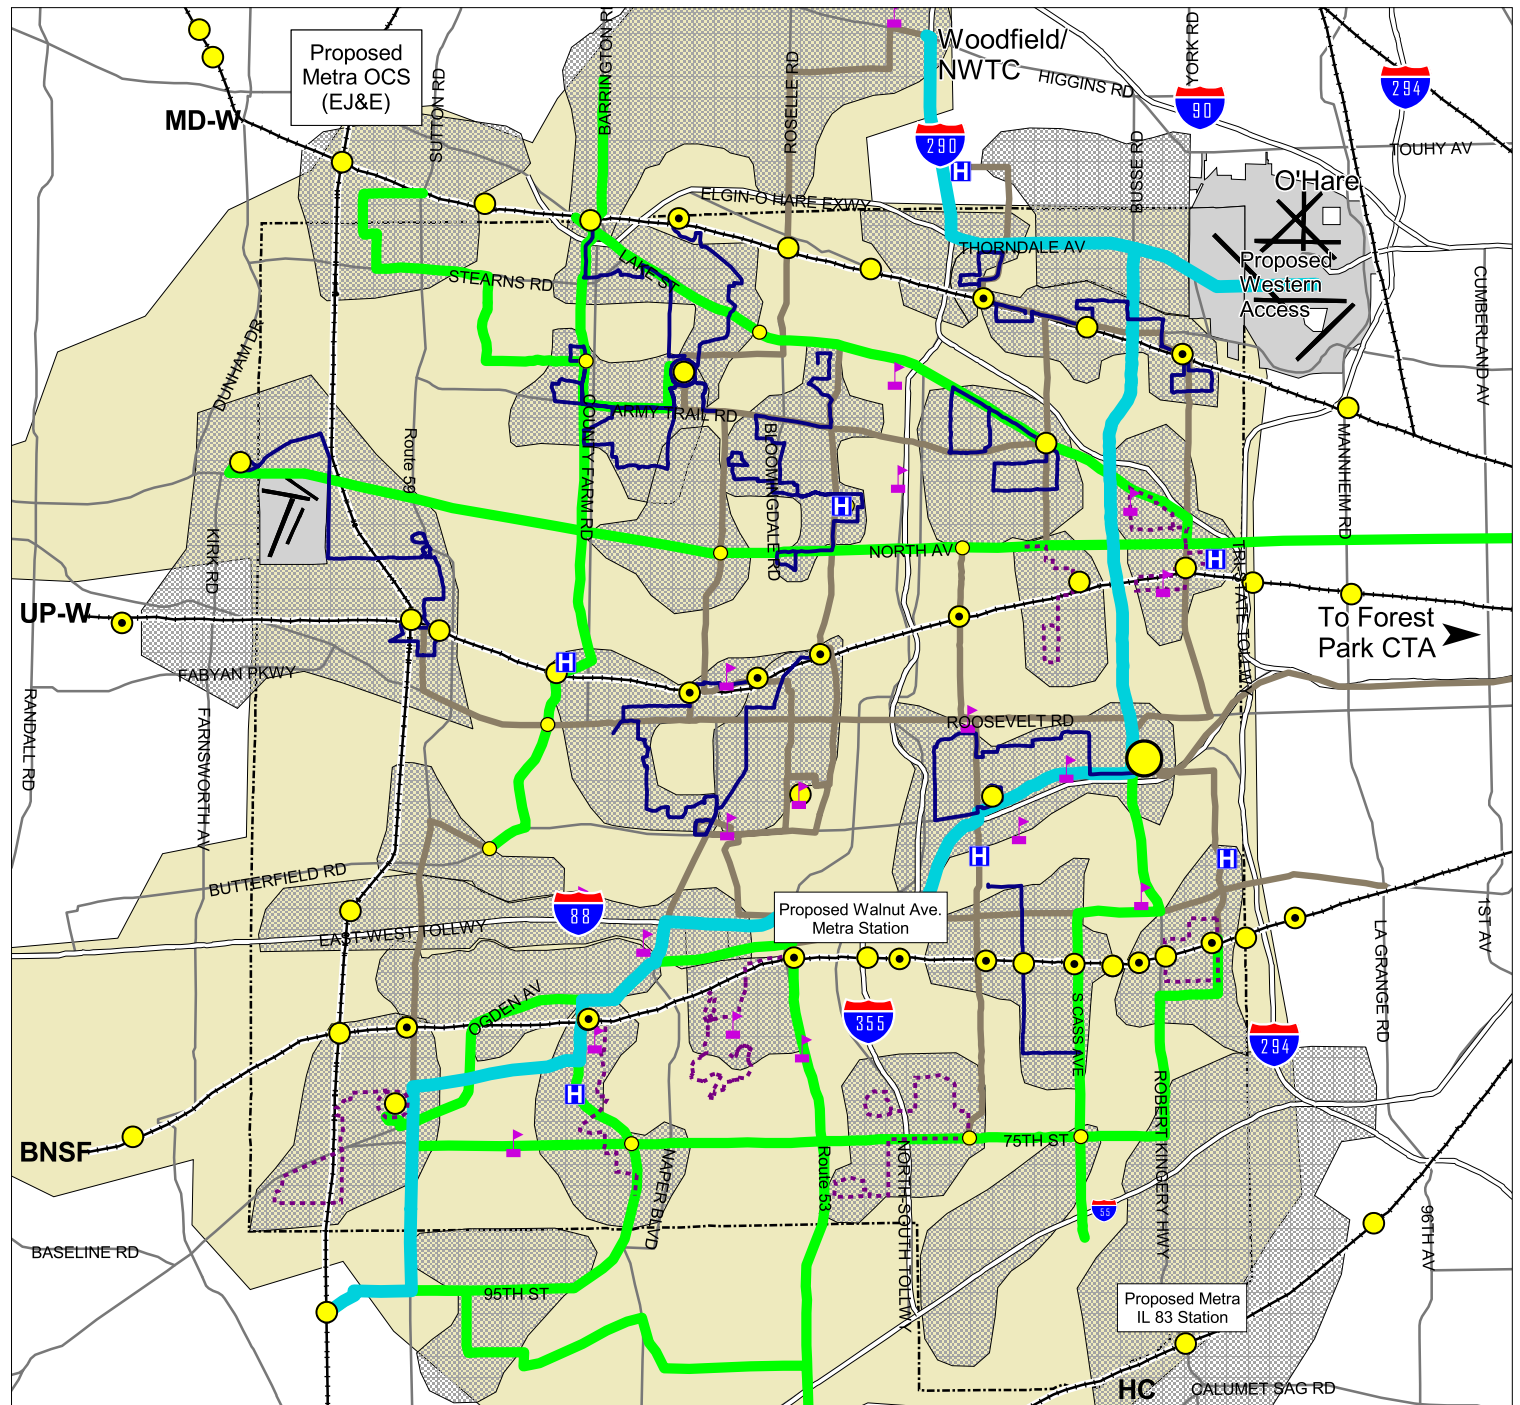 Proposed
Metra OCS
(EJ&E)
MD-W
SUTTON RD
BARRINGTON R
ROSELLE RD
Woodfield/
NWTC
HIGGINS RD
YORK RD
90
294
290
H
BUSSE RD
TOUHY AV
O'Hare
ELGIN-O HARE EXWY
THORNDALE AV
Proposed
Western
Access
STEARNS RD
LAKE ST
CUMBERLAND AV
DUNHAM DR
ARMY TRAIL RD
COUNTY FARM RD
BLOOMINGDALE RD
Route 59
MANNHEIM RD
H
KIRK RD
NORTH AV
H
TRI-STATE TOLLWY
UP-W
To Forest
Park CTA
H
FABYAN PKWY
RANDALL RD
FARNSWORTH AV
ROOSEVELT RD
H
H
BUTTERFIELD RD
88
EAST-WEST TOLLWY
Proposed Walnut Ave.
Metra Station
1ST AV
LA GRANGE RD
OGDEN AV
355
S CASS AVE
294
H
BNSF
75TH ST
ROBERT KINGERY HWY
NAPER BLVD
Route 53
NORTH-SOUTH TOLLWY
55
96TH AV
BASELINE RD
95TH ST
Proposed Metra
IL 83 Station
HC
CALUMET SAG RD